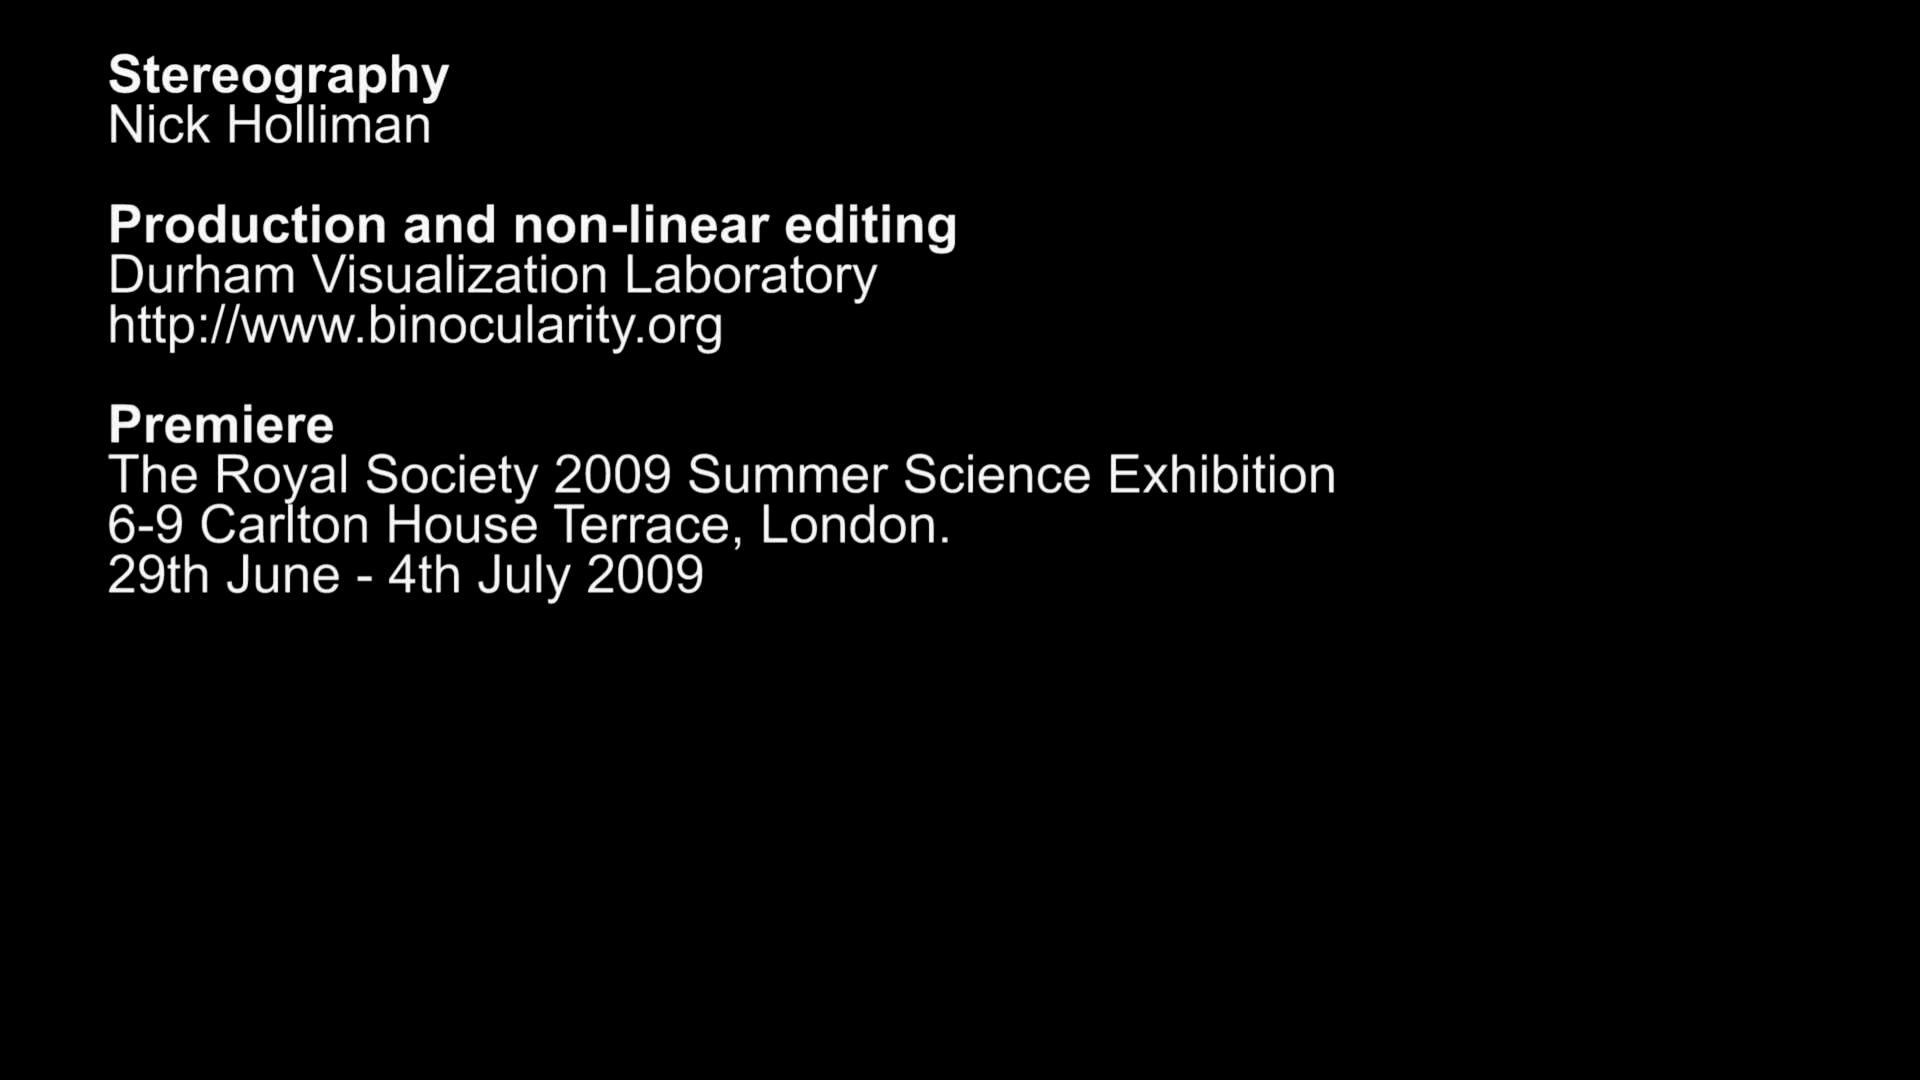 Stereography
Nick Holliman
Production and non-linear editing
Durham Visualization Laboratory
http://www.binocularity.org
Premiere
The Royal Society 2009 Summer Science Exhibition
6-9 Carlton House Terrace, London.
29th June - 4th July 2009